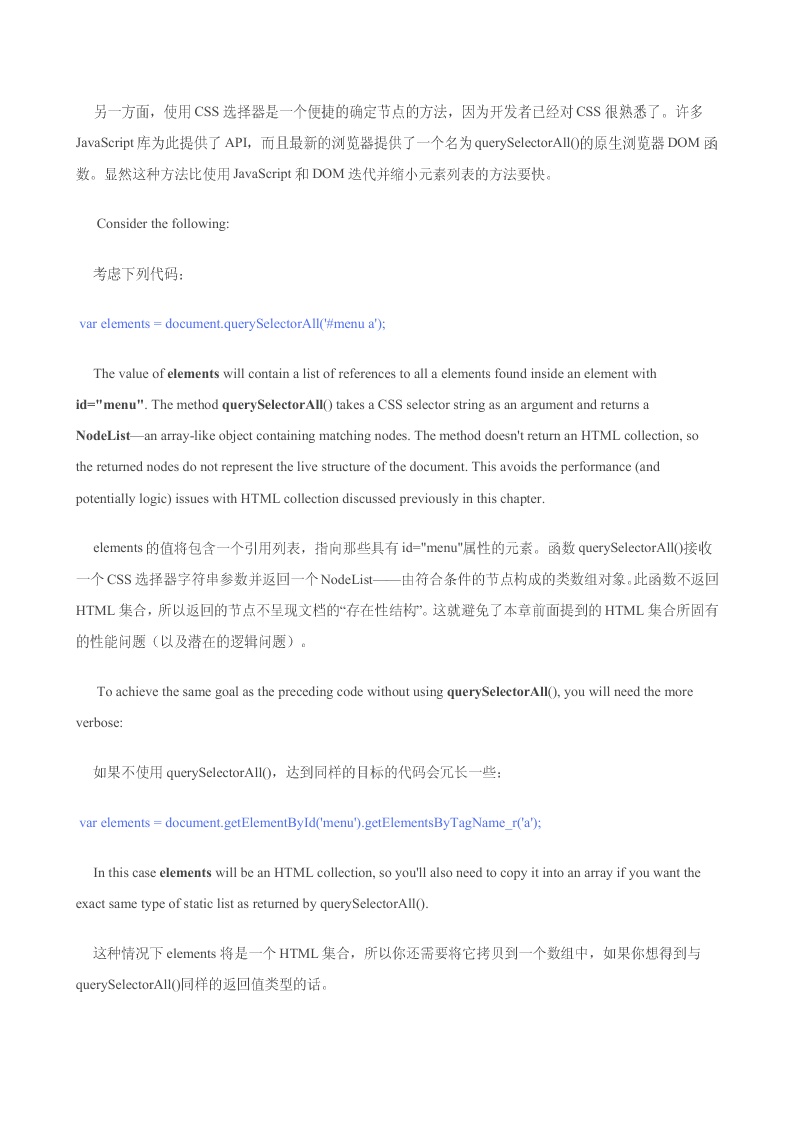 另一方面，使用 CSS 选择器是一个便捷的确定节点的方法，因为开发者已经对 CSS 很熟悉了。许多
JavaScript 库为此提供了 API，而且最新的浏览器提供了一个名为 querySelectorAll()的原生浏览器 DOM 函
数。显然这种方法比使用 JavaScript 和 DOM 迭代并缩小元素列表的方法要快。
Consider the following:
考虑下列代码：
var elements = document.querySelectorAll('#menu a');
The value of elements will contain a list of references to all a elements found inside an element with
id="menu". The method querySelectorAll() takes a CSS selector string as an argument and returns a
NodeList—an array-like object containing matching nodes. The method doesn't return an HTML collection, so
the returned nodes do not represent the live structure of the document. This avoids the performance (and
potentially logic) issues with HTML collection discussed previously in this chapter.
elements 的值将包含一个引用列表，指向那些具有 id="menu"属性的元素。函数 querySelectorAll()接收
一个 CSS 选择器字符串参数并返回一个 NodeList——由符合条件的节点构成的类数组对象。此函数不返回
HTML 集合，所以返回的节点不呈现文档的“存在性结构”。这就避免了本章前面提到的 HTML 集合所固有
的性能问题（以及潜在的逻辑问题）。
To achieve the same goal as the preceding code without using querySelectorAll(), you will need the more
verbose:
如果不使用 querySelectorAll()，达到同样的目标的代码会冗长一些：
var elements = document.getElementById('menu').getElementsByTagName_r('a');
In this case elements will be an HTML collection, so you'll also need to copy it into an array if you want the
exact same type of static list as returned by querySelectorAll().
这种情况下 elements 将是一个 HTML 集合，所以你还需要将它拷贝到一个数组中，如果你想得到与
querySelectorAll()同样的返回值类型的话。